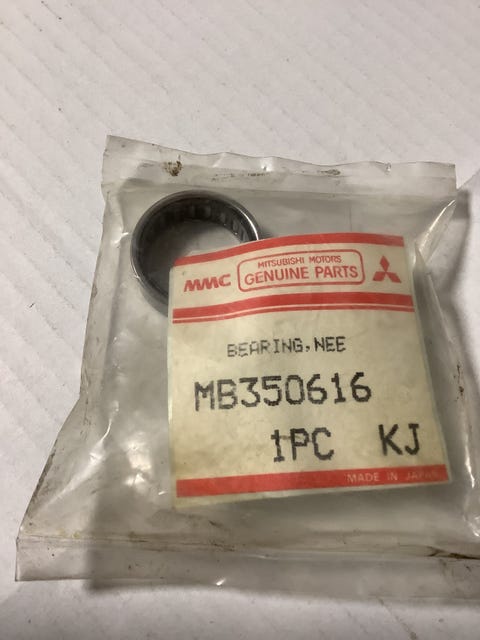 MMC
MITSUBISHI MOTORS
GENUINE PARTS
BEARING,NEE
MB350616
1PC KJ
MADE IN JAPAN